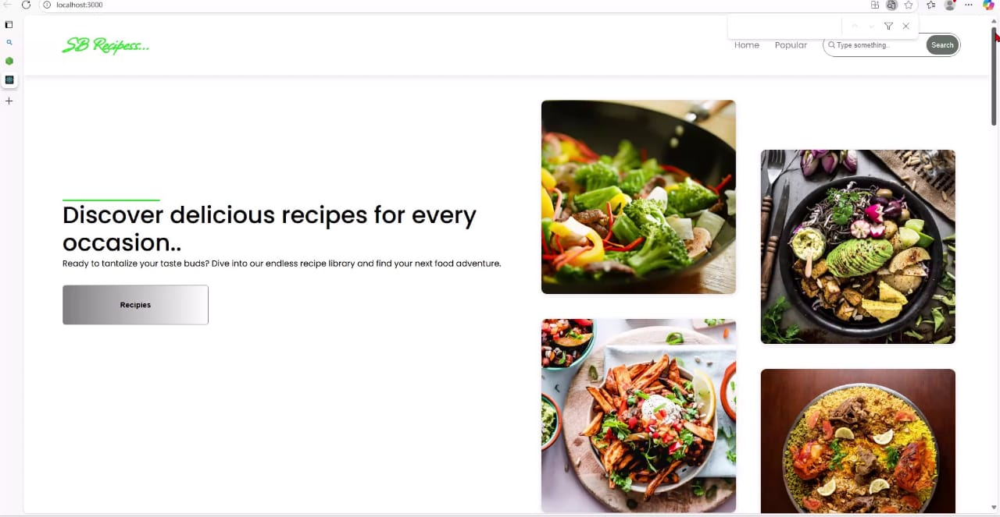 localhost:3000
SB Recipess...
Home
Popular
Type something..
Search
Discover delicious recipes for every
occasion..
Ready to tantalize your taste buds? Dive into our endless recipe library and find your next food adventure.
Recipies